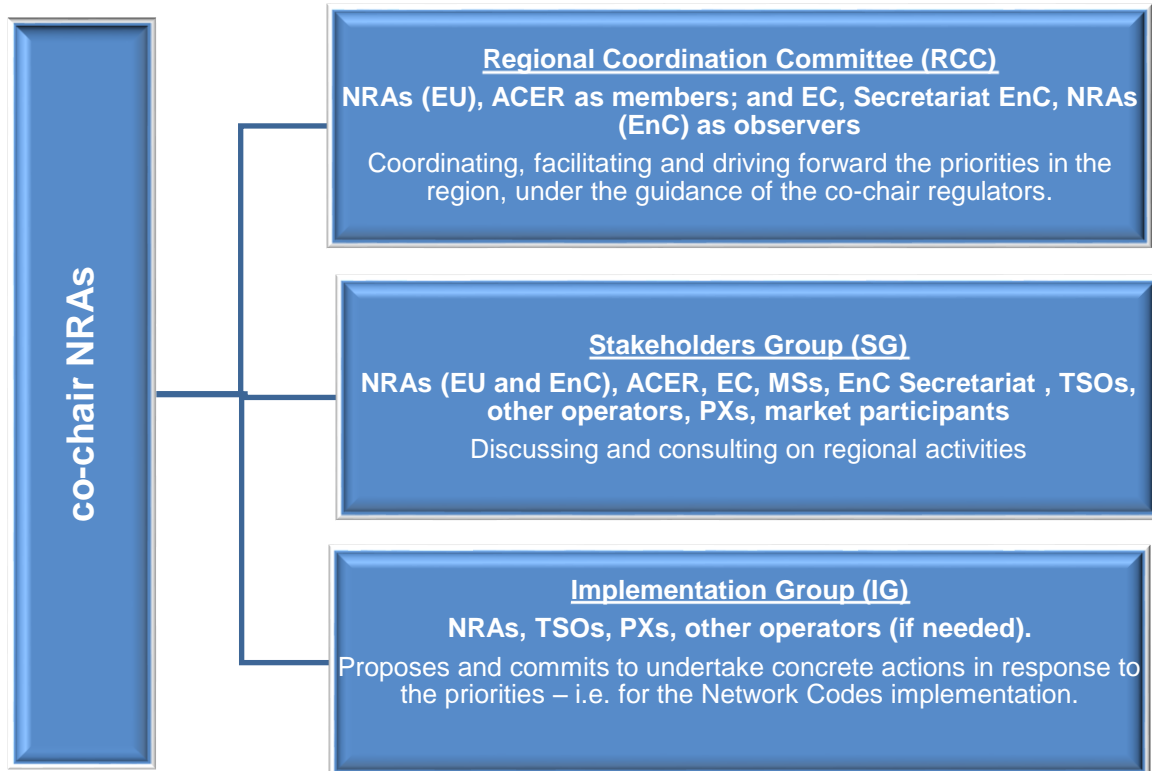 co-chair NRAs
Regional Coordination Committee (RCC)
NRAs (EU), ACER as members; and EC, Secretariat EnC, NRAs
(EnC) as observers
Coordinating, facilitating and driving forward the priorities in the
region, under the guidance of the co-chair regulators.
Stakeholders Group (SG)
NRAs (EU and EnC), ACER, EC, MSs, EnC Secretariat , TSOs,
other operators, PXs, market participants
Discussing and consulting on regional activities
Implementation Group (IG)
NRAs, TSOs, PXs, other operators (if needed).
Proposes and commits to undertake concrete actions in response to
the priorities – i.e. for the Network Codes implementation.